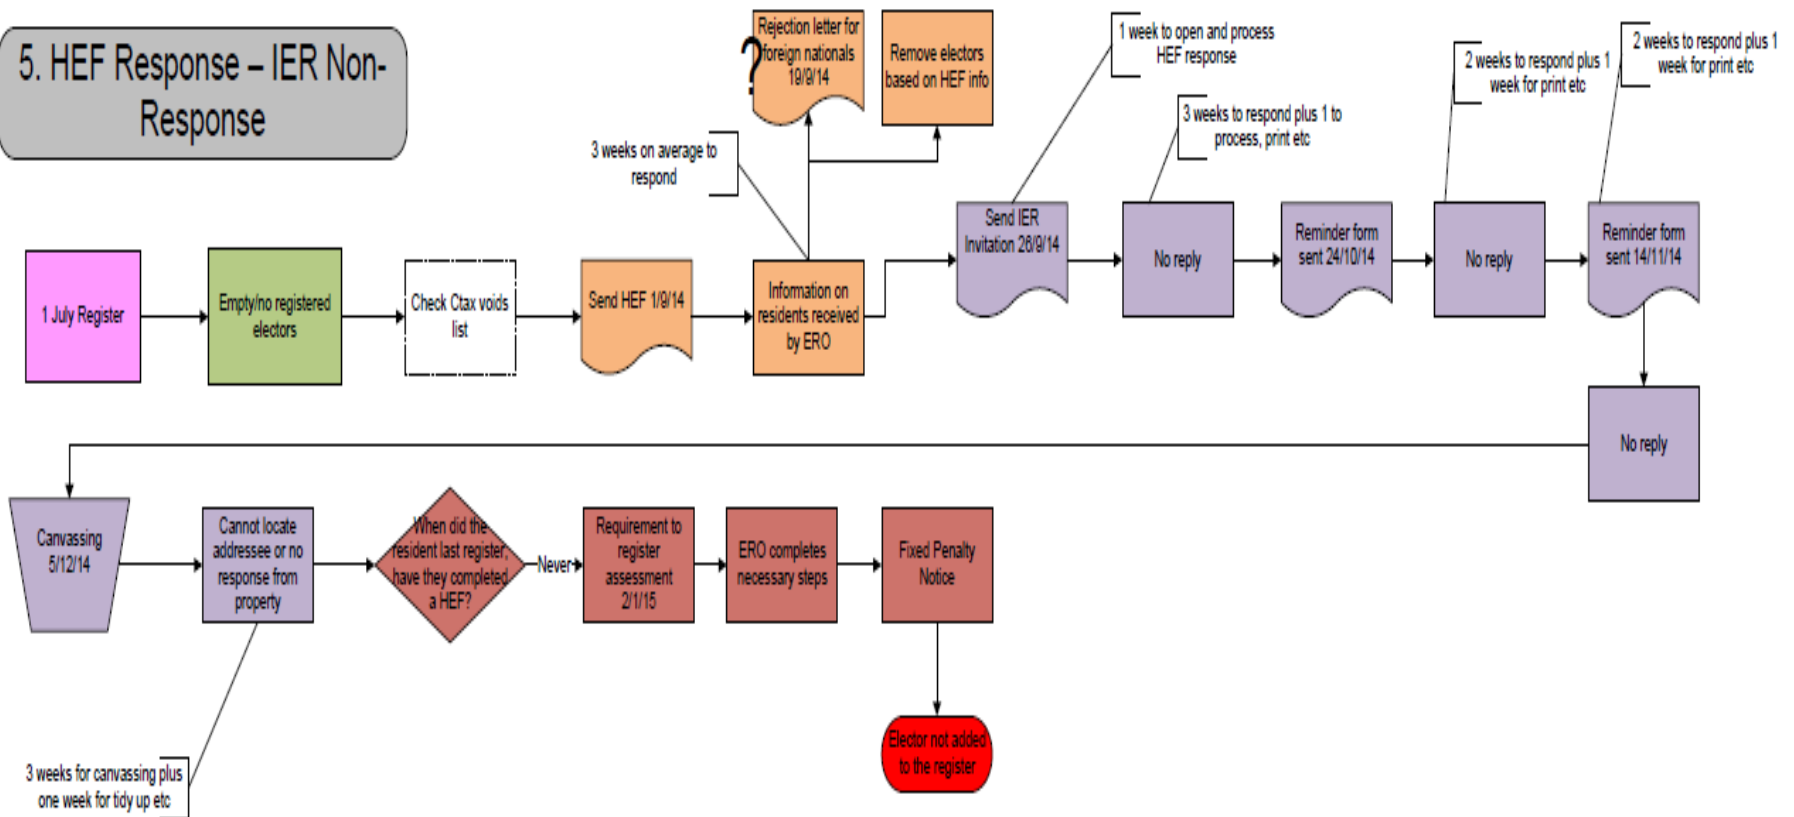 5. HEF Response – IER Non-
Response
?
Rejection letter for
foreign nationals
19/9/14
Remove electors
based on HEF info
1 week to open and process
HEF response
2 weeks to respond plus 1
week for print etc
2 weeks to respond plus 1
week for print etc
3 weeks to respond plus 1 to
process, print etc
3 weeks on average to
respond
1 July Register
Empty/no registered
electors
Check Ctax voids
list
Send HEF 1/9/14
Information on
residents received
by ERO
Send IER
Invitation 26/9/14
No reply
Reminder form
sent 24/10/14
No reply
Reminder form
sent 14/11/14
No reply
Canvassing
5/12/14
Cannot locate
addressee or no
response from
property
When did the
resident last register,
have they completed
a HEF?
Never
Requirement to
register
assessment
2/1/15
ERO completes
necessary steps
Fixed Penalty
Notice
Elector not added
to the register
3 weeks for canvassing plus
one week for tidy up etc